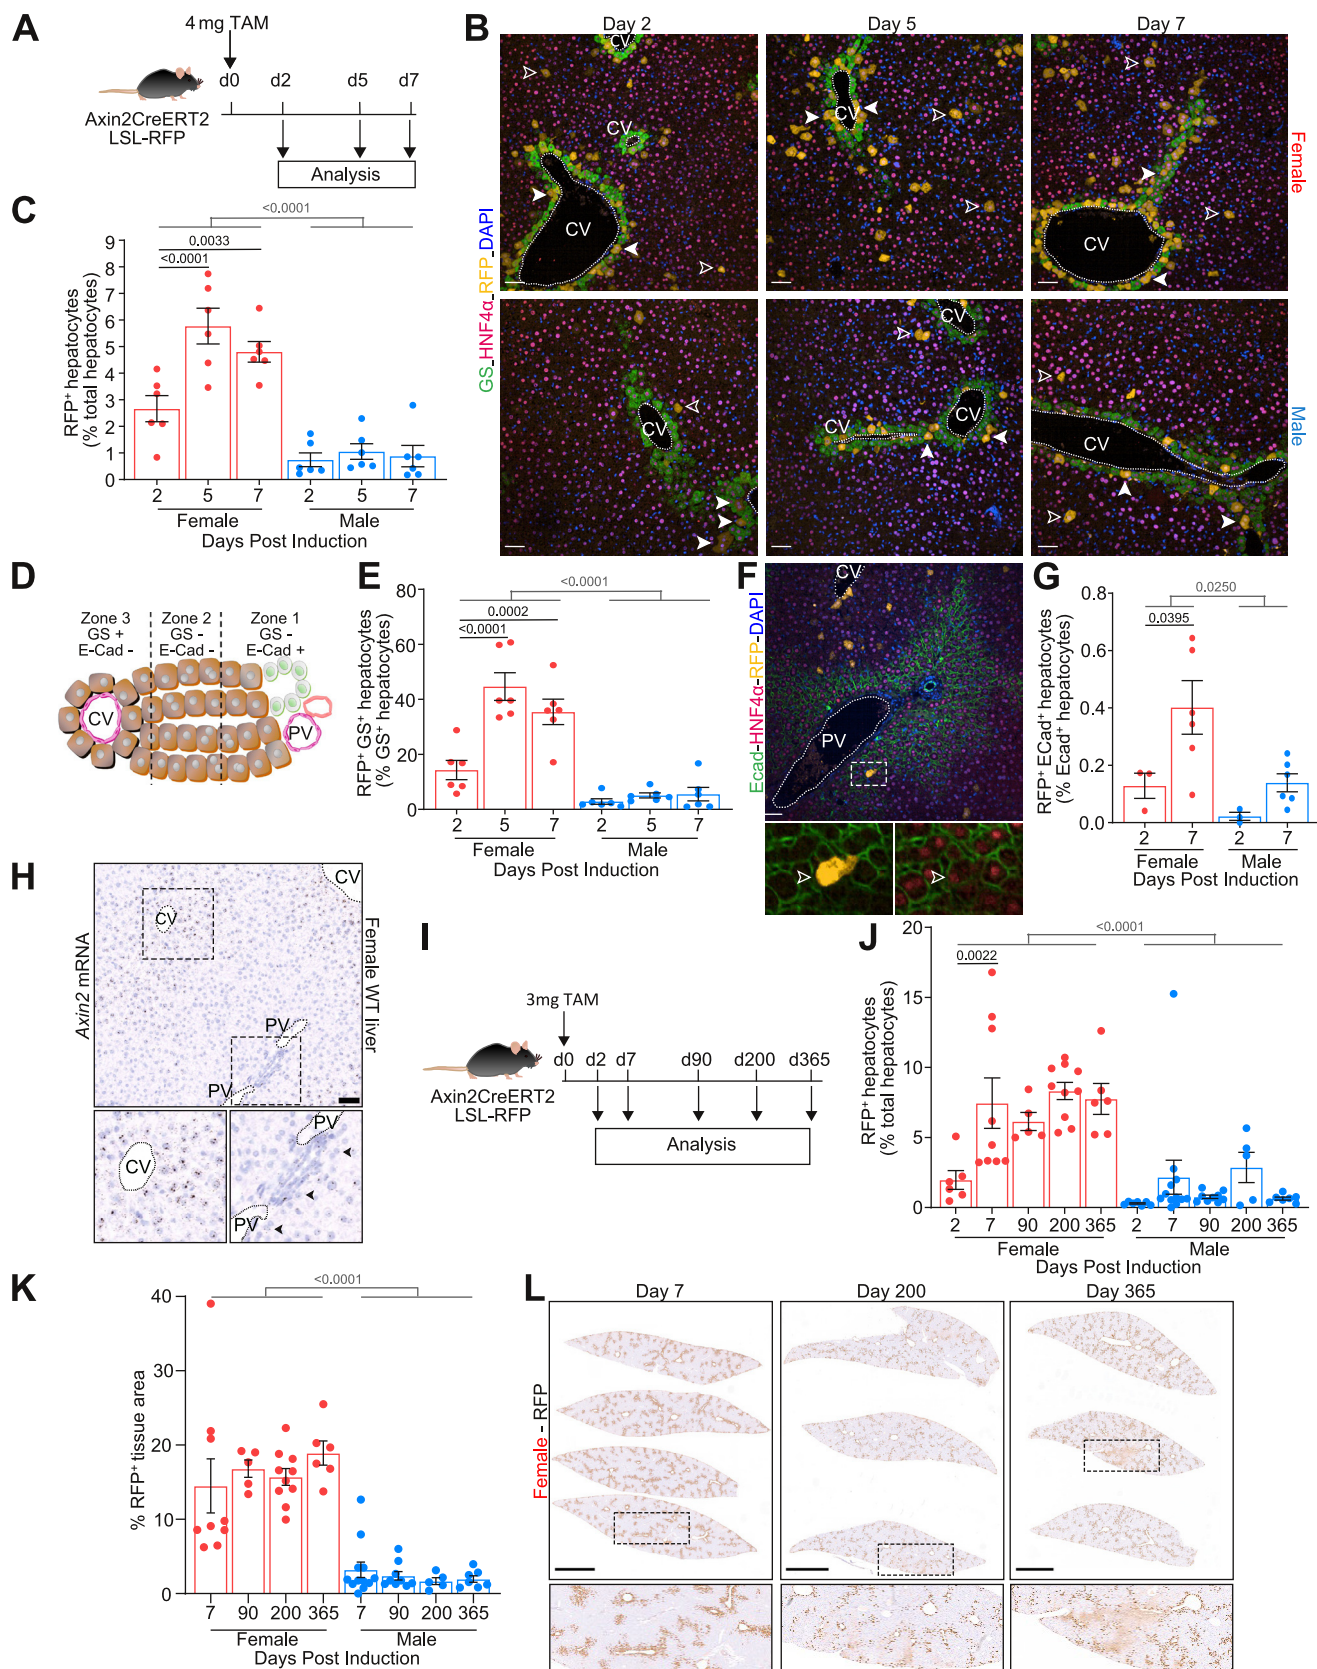 A
4 mg TAM
d0 d2 d5 d7
Axin2CreERT2
LSL-RFP
Analysis
B
Day 2 Day 5 Day 7
GS-HNF4α-RFP-DAPI
Female
Male
CV
CV
CV
CV
CV
CV
CV
CV
CV
CV
C
<0.0001
0.0033
<0.0001
RFP⁺ hepatocytes
(% total hepatocytes)
9
8
7
6
5
4
3
2
1
0
2 5 7 2 5 7
Female Male
Days Post Induction
D
Zone 3 Zone 2 Zone 1
GS + GS - GS -
E-Cad - E-Cad - E-Cad +
CV
PV
E
<0.0001
0.0002
<0.0001
RFP⁺ GS⁺ hepatocytes
(% GS⁺ hepatocytes)
80
60
40
20
0
2 5 7 2 5 7
Female Male
Days Post Induction
F
Ecad-HNF4α-RFP-DAPI
CV
PV
G
0.0250
0.0395
RFP⁺ ECad⁺ hepatocytes
(% Ecad⁺ hepatocytes)
0.8
0.6
0.4
0.2
0.0
2 7 2 7
Female Male
Days Post Induction
H
Axin2 mRNA
Female WT liver
CV
CV
PV
PV
CV
PV
PV
I
3mg TAM
d0 d2 d7 d90 d200 d365
Axin2CreERT2
LSL-RFP
Analysis
J
<0.0001
0.0022
RFP⁺ hepatocytes
(% total hepatocytes)
20
15
10
5
0
2 7 90 200 365 2 7 90 200 365
Female Male
Days Post Induction
K
<0.0001
% RFP⁺ tissue area
40
30
20
10
0
7 90 200 365 7 90 200 365
Female Male
Days Post Induction
L
Day 7 Day 200 Day 365
Female - RFP